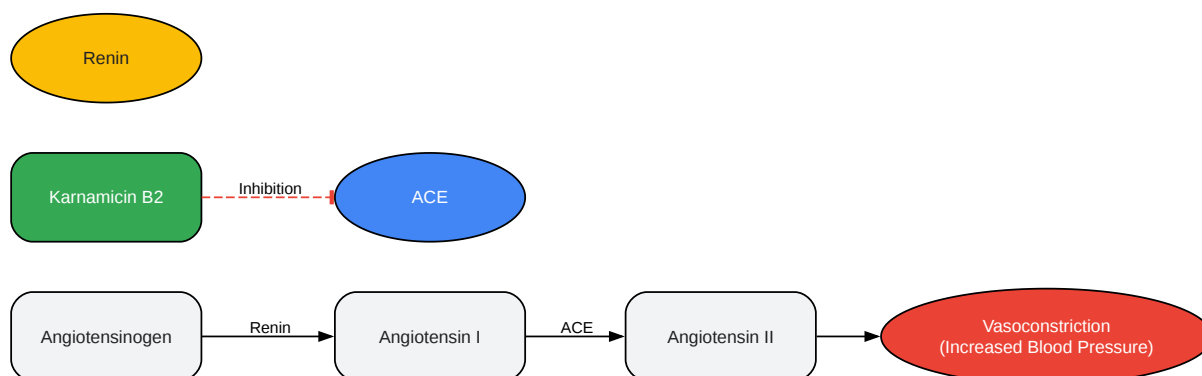 Renin
Karnamicin B2
Inhibition
ACE
Angiotensinogen
Renin
Angiotensin I
ACE
Angiotensin II
Vasoconstriction
(Increased Blood Pressure)